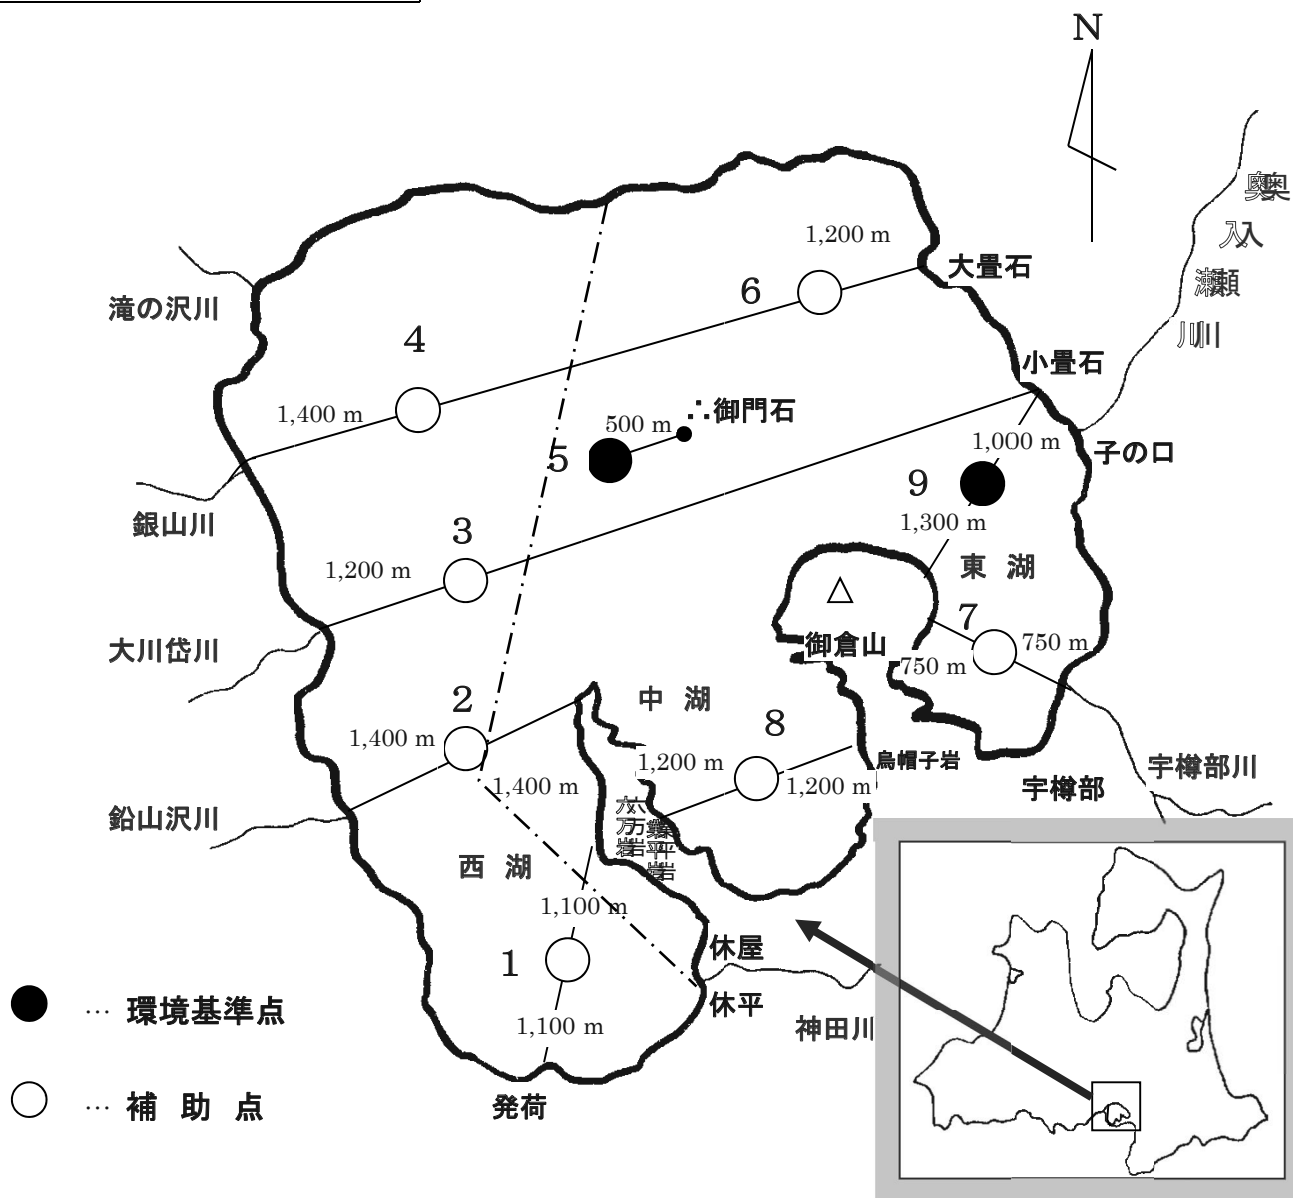 N
奥入瀬川
1,200 m
大畳石
6
滝の沢川
4
小畳石
1,400 m
御門石
500 m
1,000 m
子の口
5
9
銀山川
3
1,300 m
1,200 m
東 湖
7
大川岱川
御倉山
750 m
750 m
2
中 湖
8
1,400 m
1,200 m
烏帽子岩
宇樽部川
1,400 m
1,200 m
宇樽部
鉛山沢川
六万岩
業平岩
西 湖
1,100 m
休屋
1
休平
… 環境基準点
1,100 m
神田川
… 補 助 点
発荷